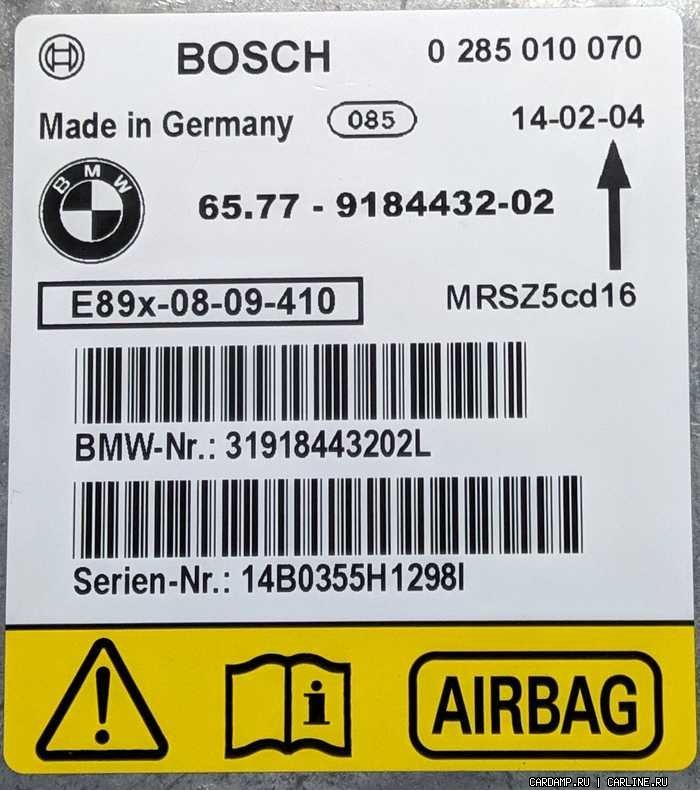 BOSCH 0 285 010 070
Made in Germany 085 14-02-04
BMW 65.77 - 9184432-02
E89x-08-09-410 MRSZ5cd16
BMW-Nr.: 31918443202L
Serien-Nr.: 14B0355H1298I
AIRBAG
CARDAMP.RU | CARLINE.RU